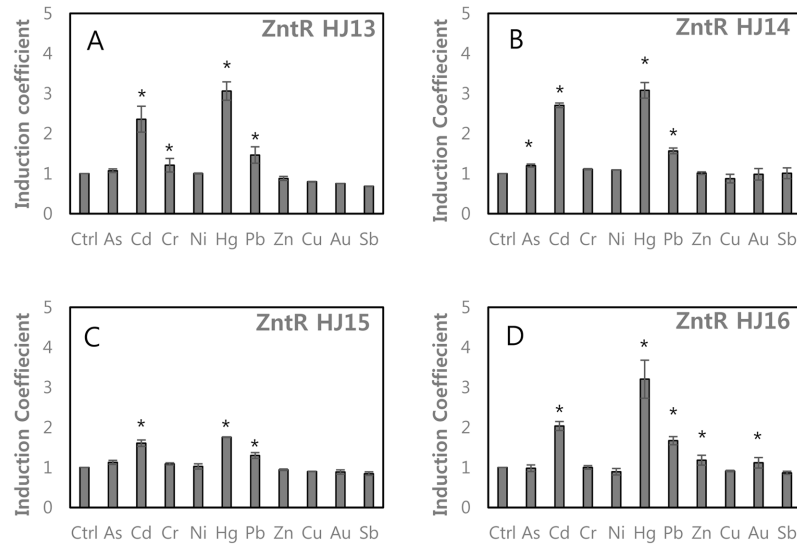 A
ZntR HJ13
Induction coefficient
5
4
3
2
1
0
* * * *
Ctrl As Cd Cr Ni Hg Pb Zn Cu Au Sb
B
ZntR HJ14
Induction Coeffiecient
5
4
3
2
1
0
* * * *
Ctrl As Cd Cr Ni Hg Pb Zn Cu Au Sb
C
ZntR HJ15
Induction Coeffiecient
5
4
3
2
1
0
* * *
Ctrl As Cd Cr Ni Hg Pb Zn Cu Au Sb
D
ZntR HJ16
Induction Coeffiecient
5
4
3
2
1
0
* * * * *
Ctrl As Cd Cr Ni Hg Pb Zn Cu Au Sb